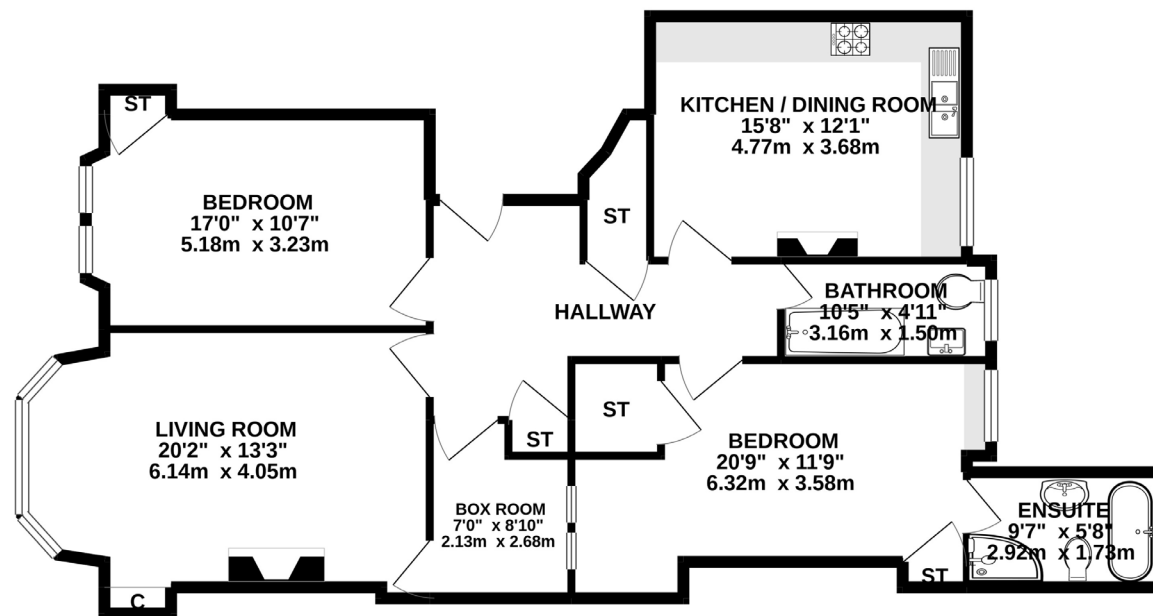 ST
KITCHEN / DINING ROOM
15'8" x 12'1"
4.77m x 3.68m
BEDROOM
17'0" x 10'7"
5.18m x 3.23m
ST
HALLWAY
BATHROOM
10'5" x 4'11"
3.16m x 1.50m
LIVING ROOM
20'2" x 13'3"
6.14m x 4.05m
ST
ST
BEDROOM
20'9" x 11'9"
6.32m x 3.58m
BOX ROOM
7'0" x 8'10"
2.13m x 2.68m
ENSUITE
9'7" x 5'8"
2.92m x 1.73m
ST
C